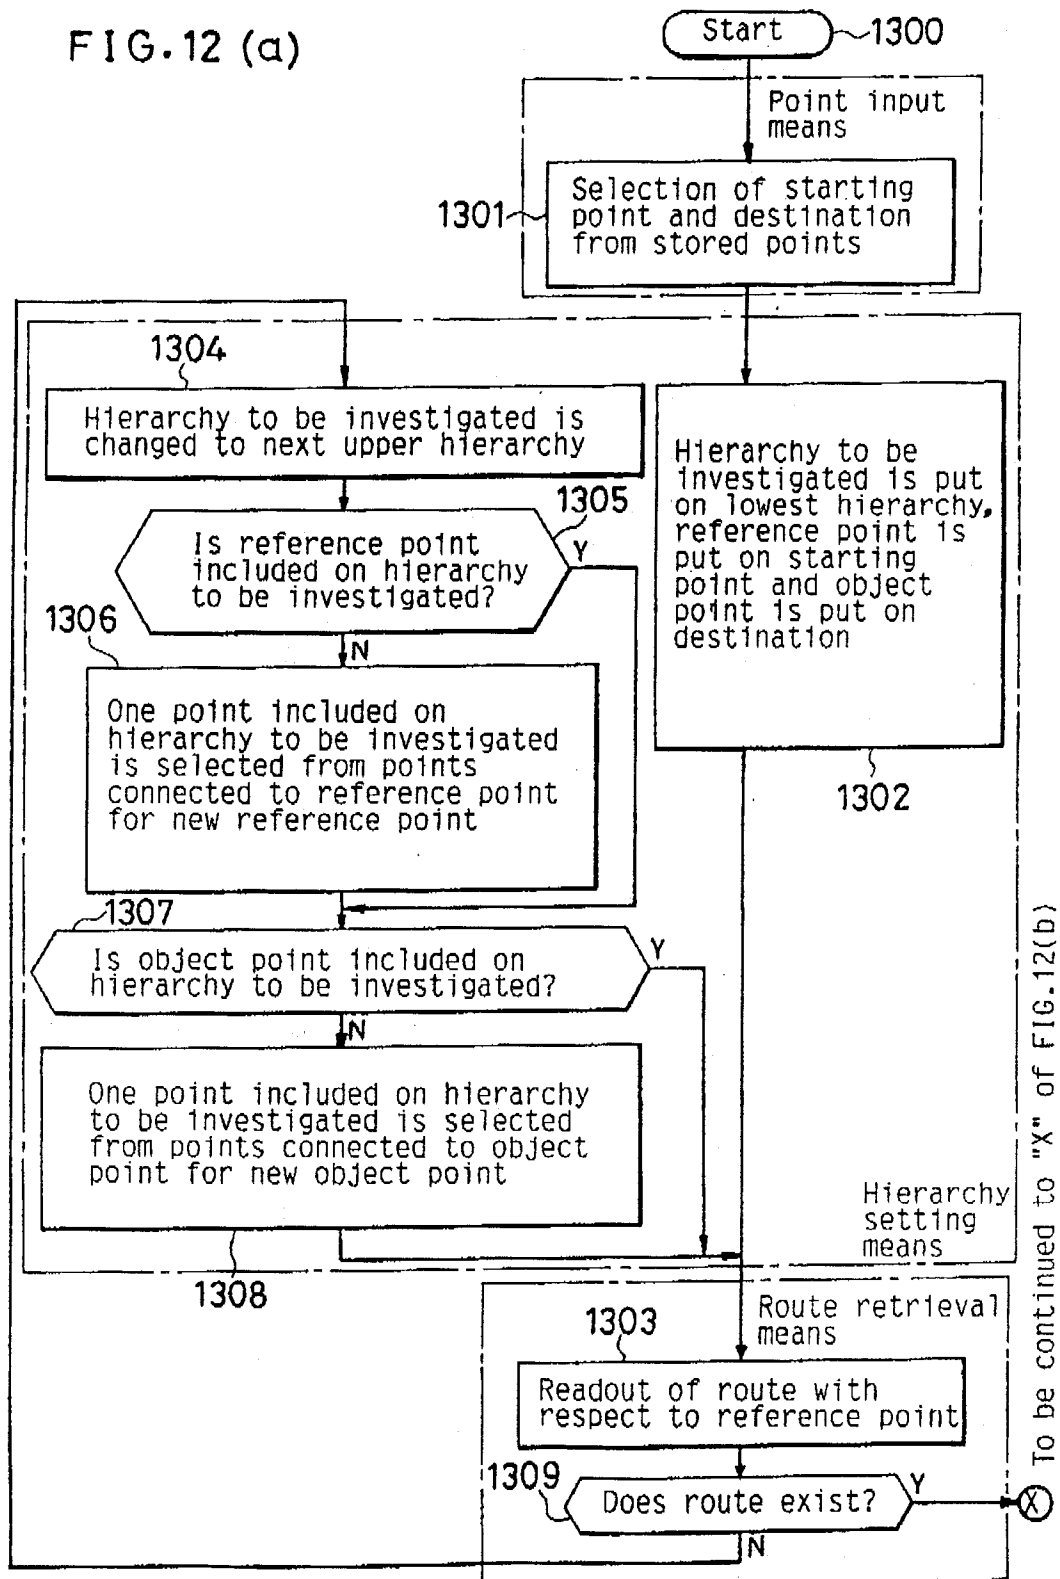 FIG.12 (a)
Start
1300
Point input
means
Selection of starting
point and destination
from stored points
1301
1304
Hierarchy to be investigated is
changed to next upper hierarchy
1305
Is reference point
included on hierarchy
to be investigated?
Y
N
1306
One point included on
hierarchy to be investigated
is selected from points
connected to reference point
for new reference point
Hierarchy to be
investigated is put
on lowest hierarchy,
reference point is
put on starting
point and object
point is put on
destination
1302
1307
Is object point included on
hierarchy to be investigated?
Y
N
One point included on hierarchy
to be investigated is selected
from points connected to object
point for new object point
1308
Hierarchy
setting
means
Route retrieval
means
1303
Readout of route with
respect to reference point
1309
Does route exist?
Y
N
X
To be continued to "X" of FIG.12(b)